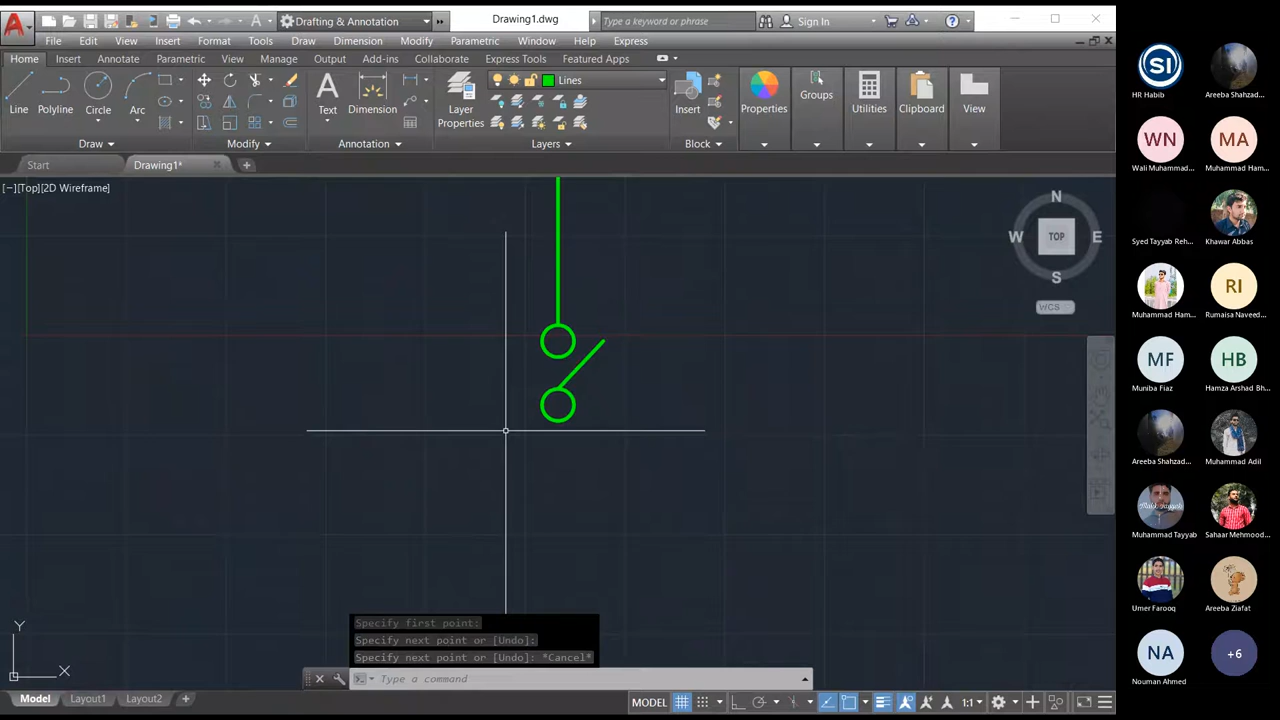 A Drafting & Annotation Drawing1.dwg Type a keyword or phrase Sign In
File Edit View Insert Format Tools Draw Dimension Modify Parametric Window Help Express
Home Insert Annotate Parametric View Manage Output Add-ins Collaborate Express Tools Featured Apps
Lines
Line Polyline Circle Arc Text Dimension Layer Properties Insert Properties Groups Utilities Clipboard View
Draw Modify Annotation Layers Block
Start Drawing1*
[−][Top][2D Wireframe]
N
W TOP E
S
WCS
Y
X
Specify first point:
Specify next point or [Undo]:
Specify next point or [Undo]: *Cancel*
Type a command
Model Layout1 Layout2
MODEL 1:1
SI
HR Habib Areeba Shahzad...
WN MA
Wali Muhammad... Muhammad Ham...
Syed Tayyab Reh... Khawar Abbas
RI
Muhammad Ham... Rumaisa Naveed...
MF HB
Muniba Fiaz Hamza Arshad Bh...
Areeba Shahzad... Muhammad Adil
Muhammad Tayyab Sahaar Mehmood...
Umer Farooq Areeba Ziafat
NA +6
Nouman Ahmed